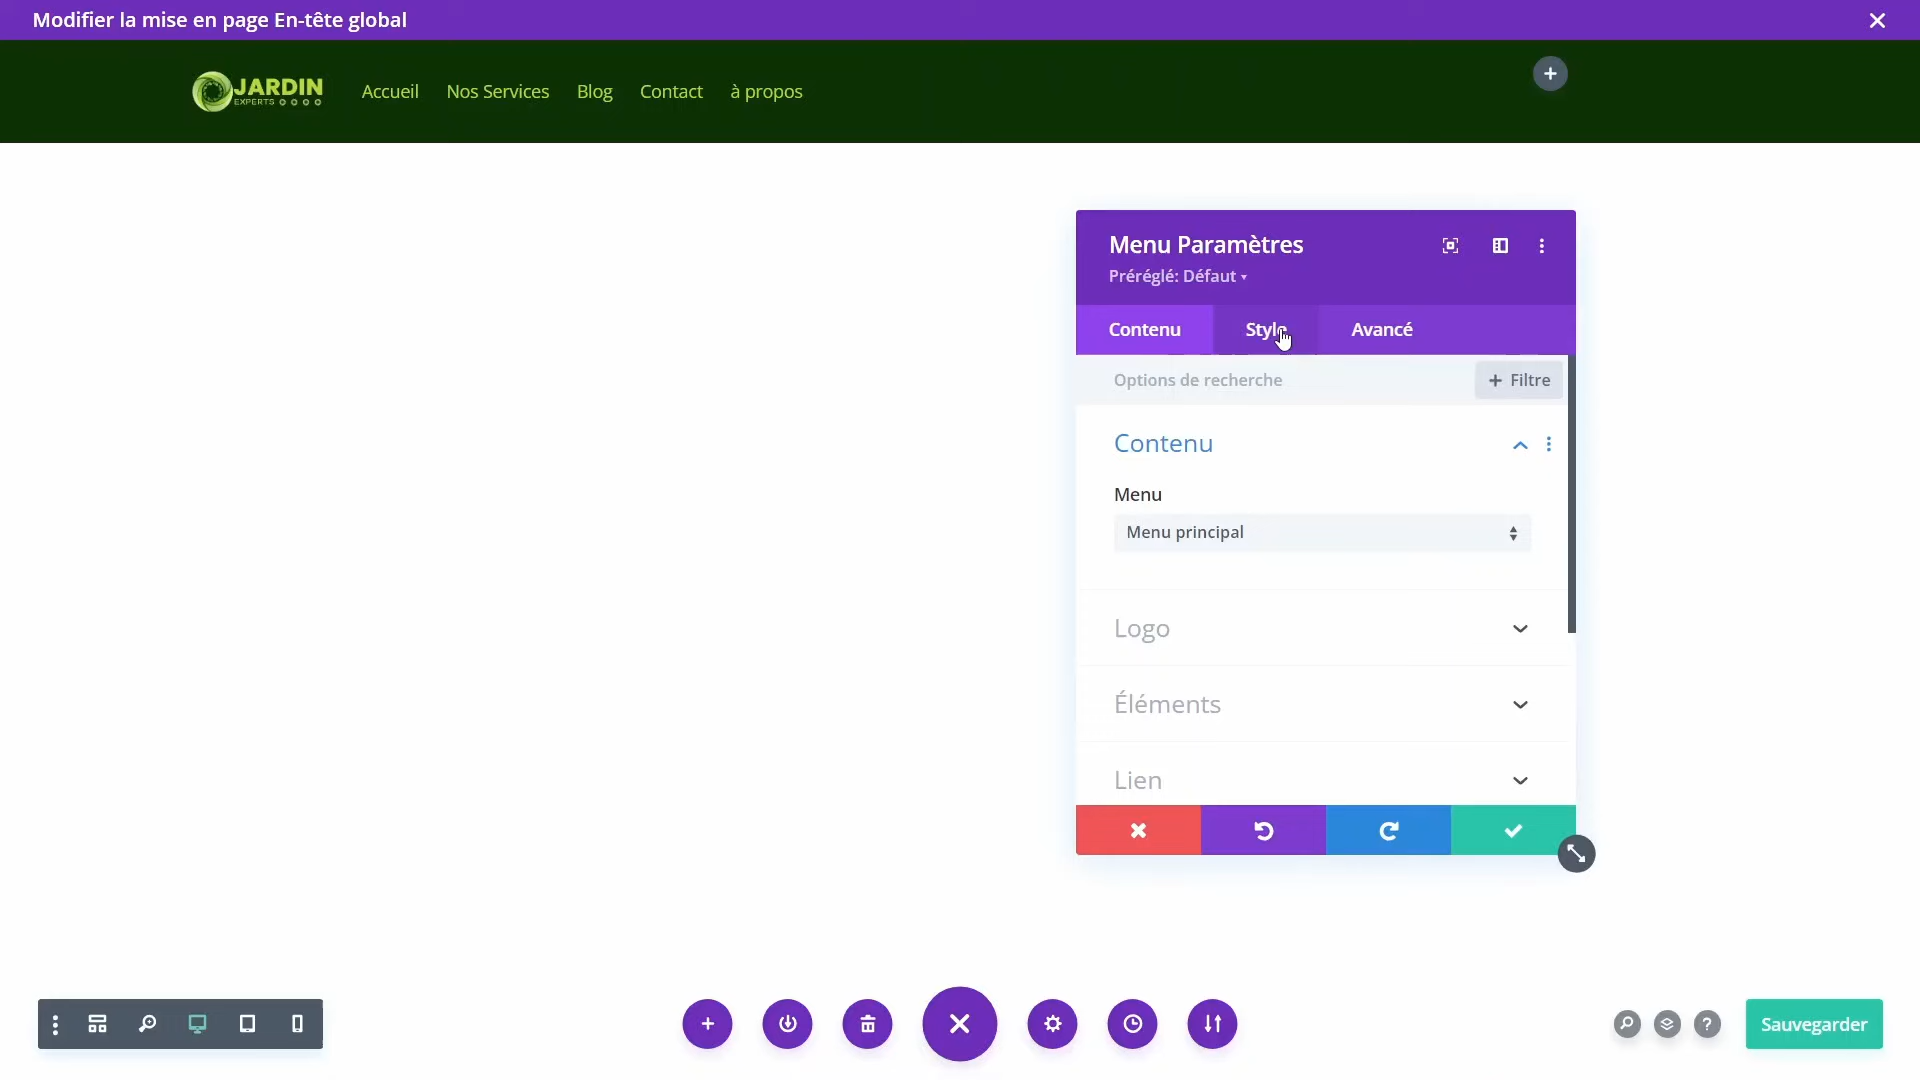 Modifier la mise en page En-tête global
JARDIN
EXPERTS
Accueil Nos Services Blog Contact à propos
Menu Paramètres
Préréglé: Défaut
Contenu Style Avancé
Options de recherche
Filtre
Contenu
Menu
Menu principal
Logo
Éléments
Lien
Sauvegarder